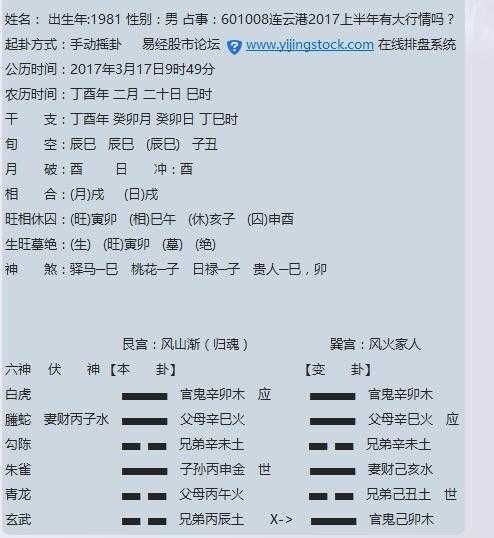 姓名: 出生年:1981 性别：男 占事：601008连云港2017上半年有大行情吗？
起卦方式：手动摇卦 易经股市论坛 www.yijingstock.com 在线排盘系统
公历时间：2017年3月17日9时49分
农历时间：丁酉年 二月 二十日 巳时
干 支：丁酉年 癸卯月 癸卯日 丁巳时
旬 空：辰巳 辰巳 (辰巳) 子丑
月 破：酉 日 冲：酉
相 合：(月)戌 (日)戌
旺相休囚：(旺)寅卯 (相)巳午 (休)亥子 (囚)申酉
生旺墓绝：(生) (旺)寅卯 (墓) (绝)
神 煞：驿马—巳 桃花—子 日禄—子 贵人—巳，卯
艮宫：风山渐（归魂） 巽宫：风火家人
六神 伏 神 【本 卦】 【变 卦】
白虎 官鬼辛卯木 应 官鬼辛卯木
螣蛇 妻财丙子水 父母辛巳火 父母辛巳火 应
勾陈 兄弟辛未土 兄弟辛未土
朱雀 子孙丙申金 世 妻财己亥水
青龙 父母丙午火 兄弟己丑土 世
玄武 兄弟丙辰土 X-> 官鬼己卯木